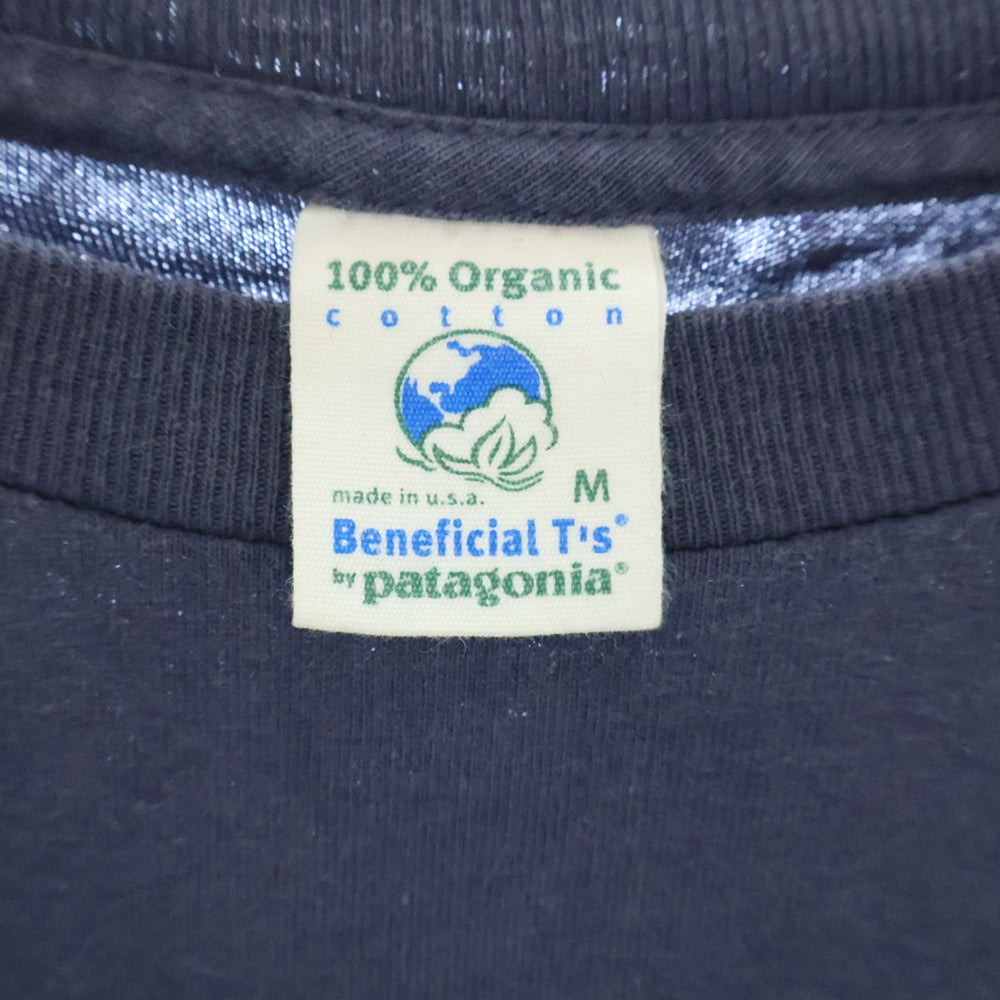 100% Organic
cotton
made in u.s.a. M
Beneficial T's®
by patagonia®